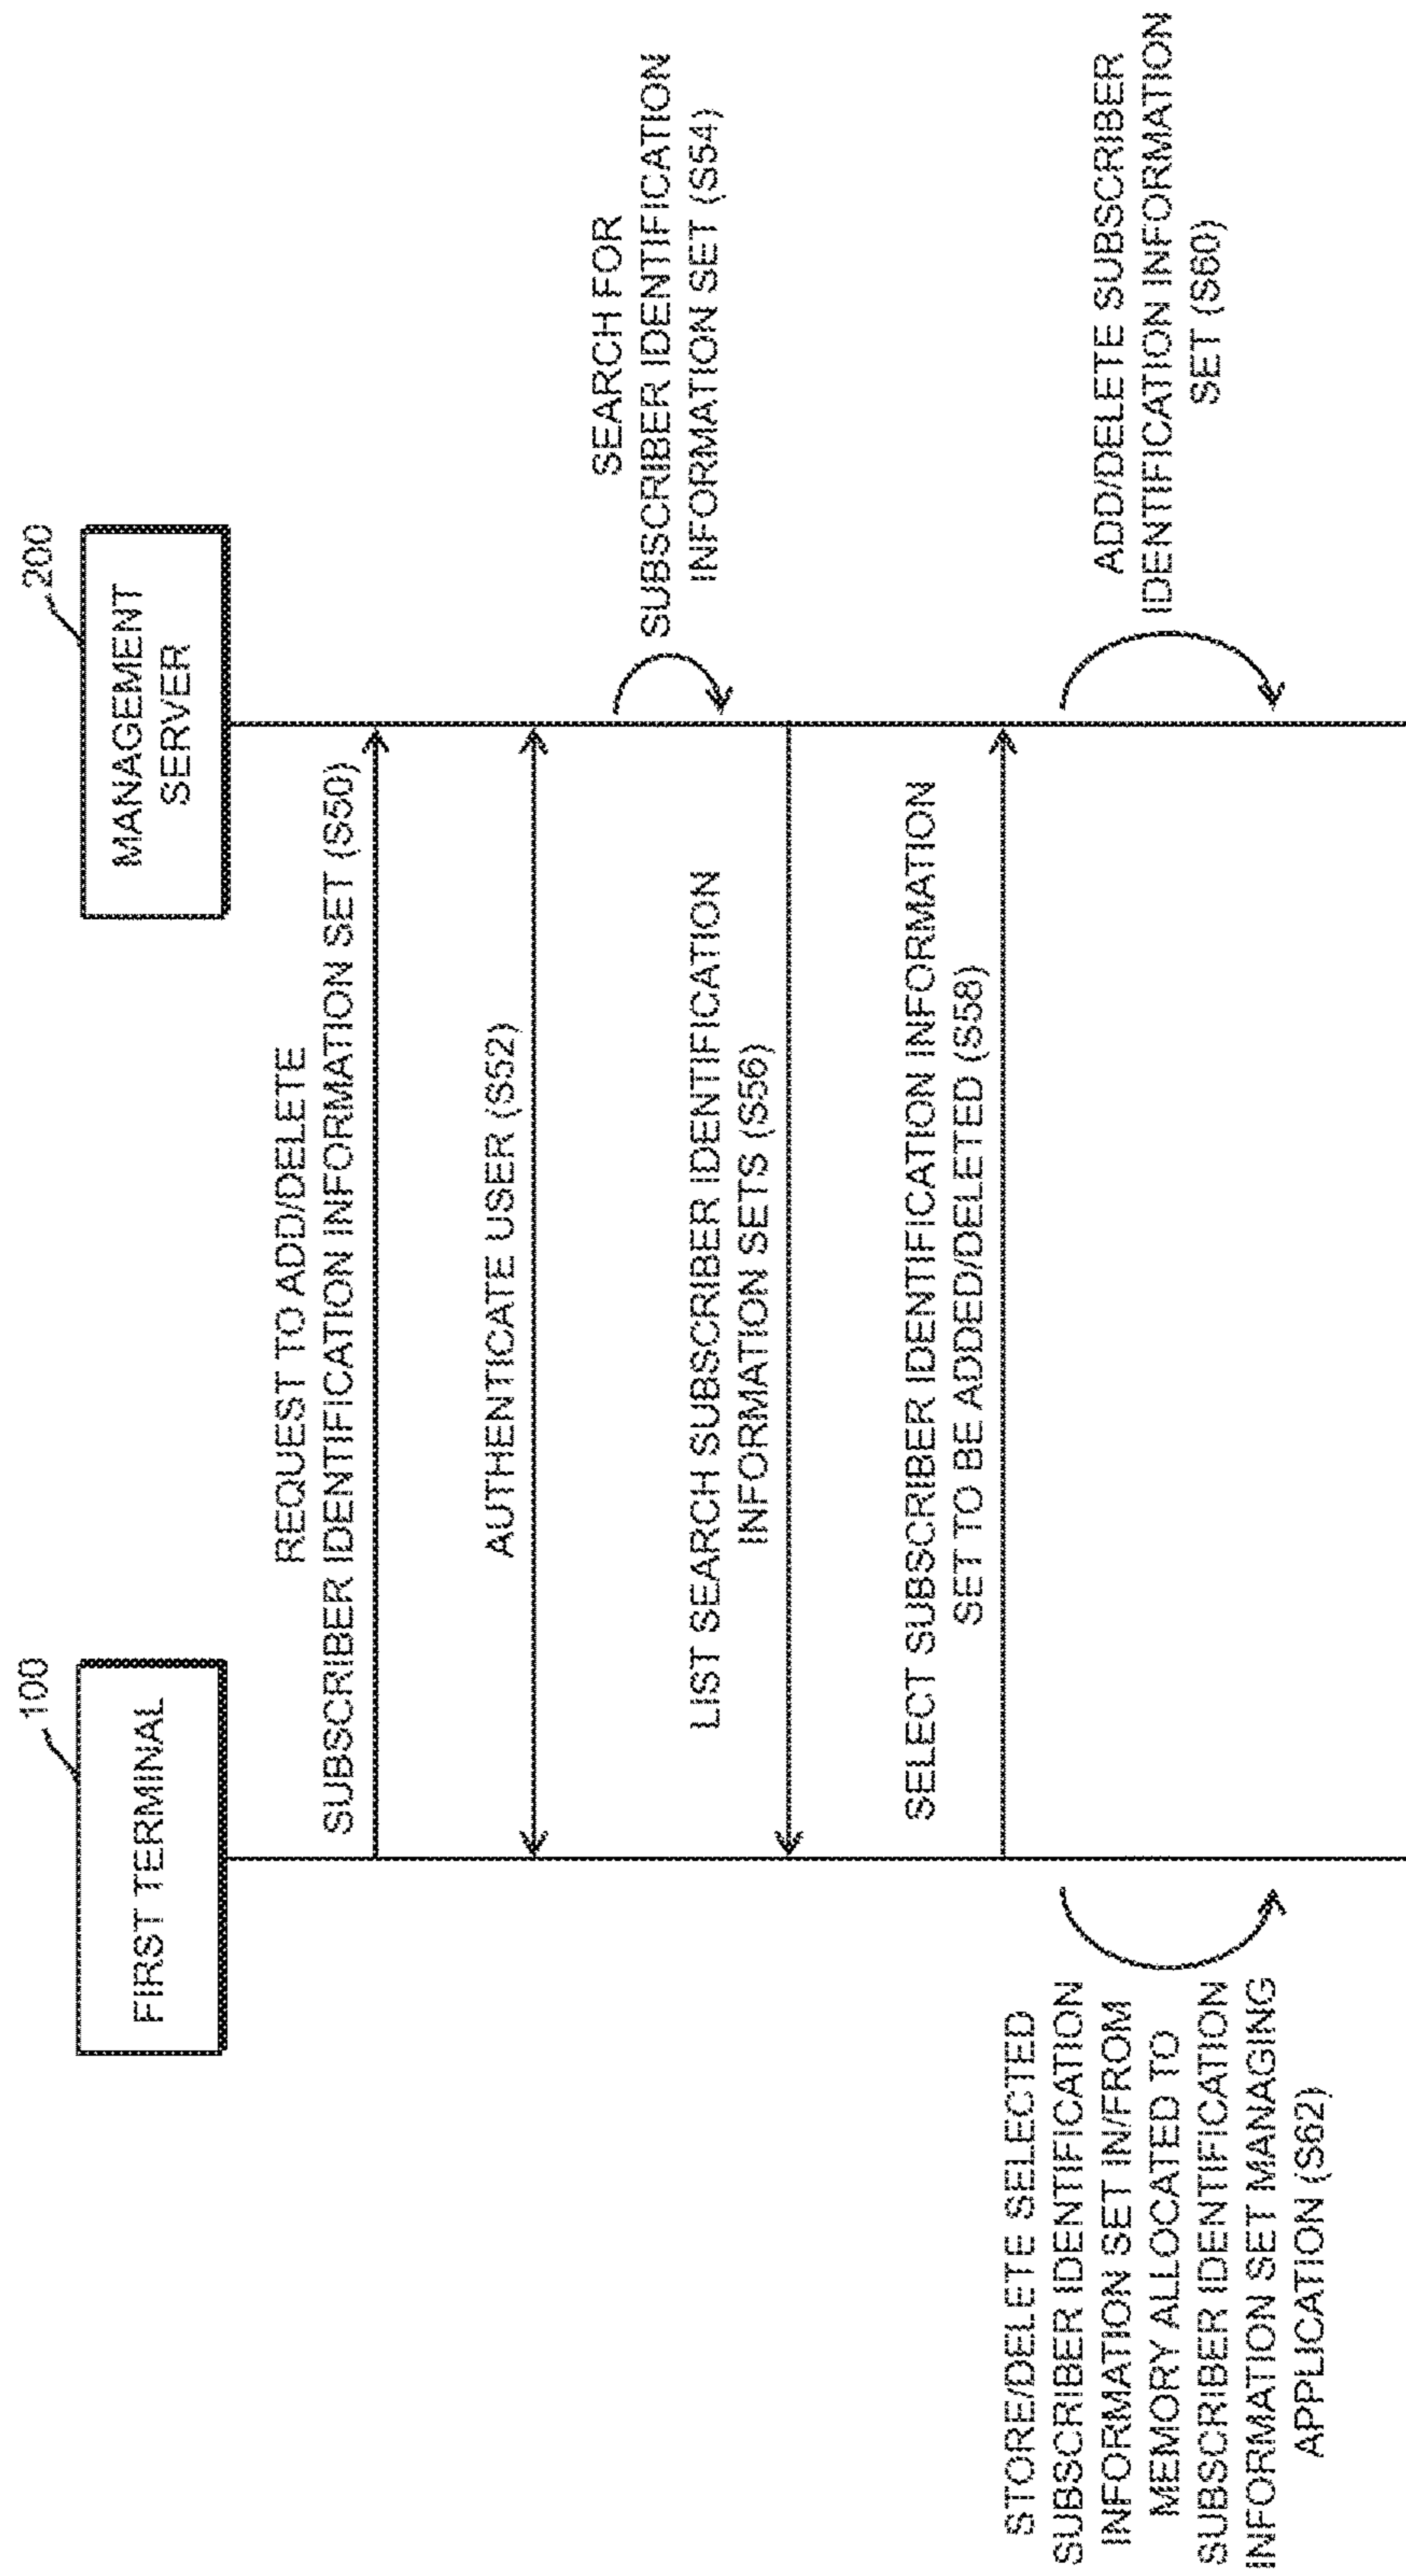 100
FIRST TERMINAL
200
MANAGEMENT
SERVER
REQUEST TO ADD/DELETE
SUBSCRIBER IDENTIFICATION INFORMATION SET (S50)
AUTHENTICATE USER (S52)
SEARCH FOR
SUBSCRIBER IDENTIFICATION
INFORMATION SET (S54)
LIST SEARCH SUBSCRIBER IDENTIFICATION
INFORMATION SETS (S56)
SELECT SUBSCRIBER IDENTIFICATION INFORMATION
SET TO BE ADDED/DELETED (S58)
ADD/DELETE SUBSCRIBER
IDENTIFICATION INFORMATION
SET (S60)
STORE/DELETE SELECTED
SUBSCRIBER IDENTIFICATION
INFORMATION SET IN/FROM
MEMORY ALLOCATED TO
SUBSCRIBER IDENTIFICATION
INFORMATION SET MANAGING
APPLICATION (S62)